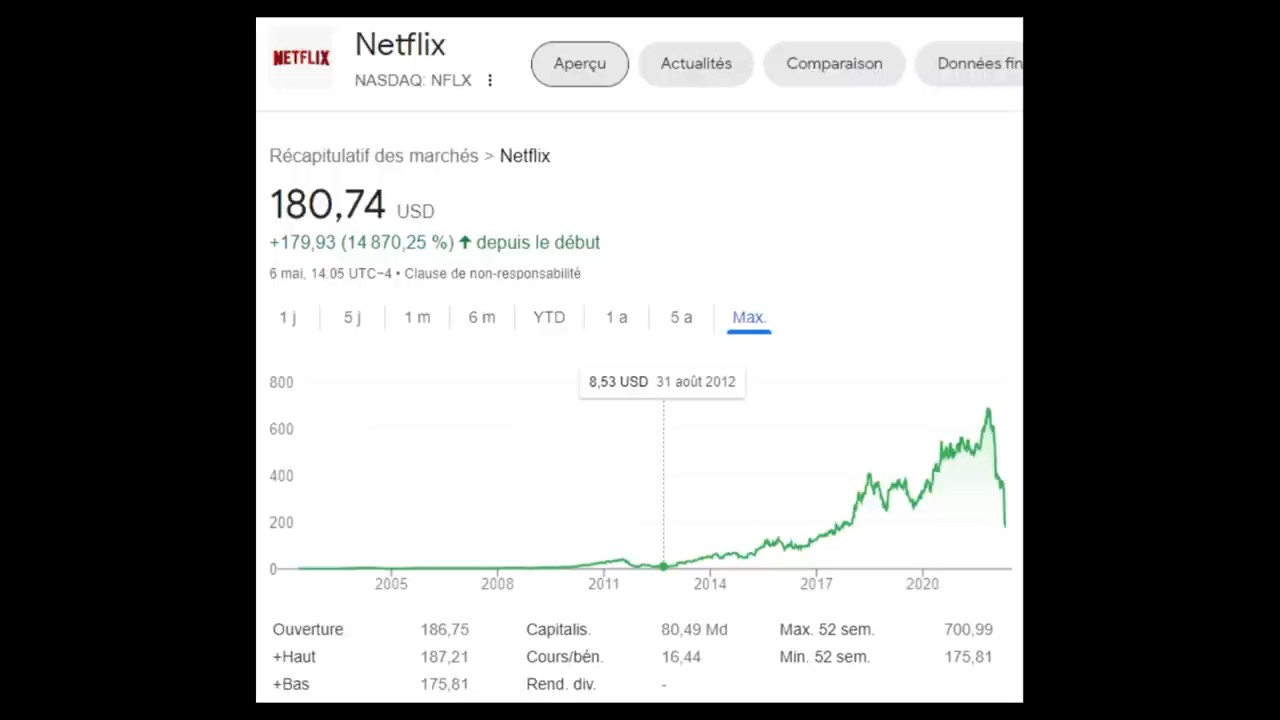 NETFLIX
Netflix
NASDAQ: NFLX
Aperçu
Actualités
Comparaison
Données fin
Récapitulatif des marchés > Netflix
180,74 USD
+179,93 (14 870,25 %) ↑ depuis le début
6 mai, 14:05 UTC−4 • Clause de non-responsabilité
1 j
5 j
1 m
6 m
YTD
1 a
5 a
Max.
8,53 USD 31 août 2012
800
600
400
200
0
2005 2008 2011 2014 2017 2020
Ouverture 186,75 Capitalis. 80,49 Md Max. 52 sem. 700,99
+Haut 187,21 Cours/bén. 16,44 Min. 52 sem. 175,81
+Bas 175,81 Rend. div. -